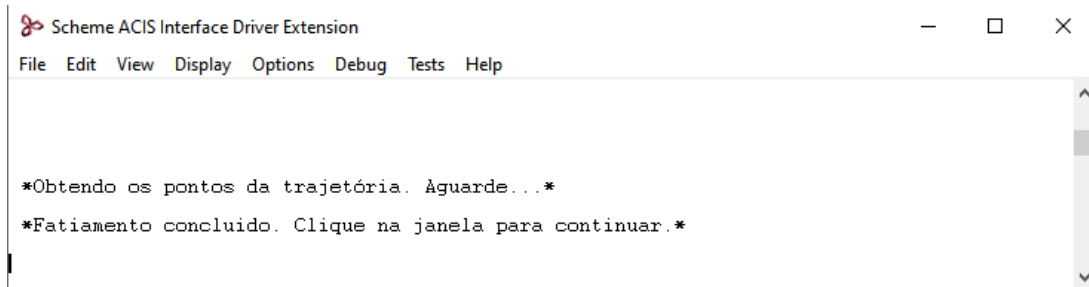 Scheme ACIS Interface Driver Extension
File Edit View Display Options Debug Tests Help
*Obtendo os pontos da trajetória. Aguarde...*
*Fatiamento concluido. Clique na janela para continuar.*